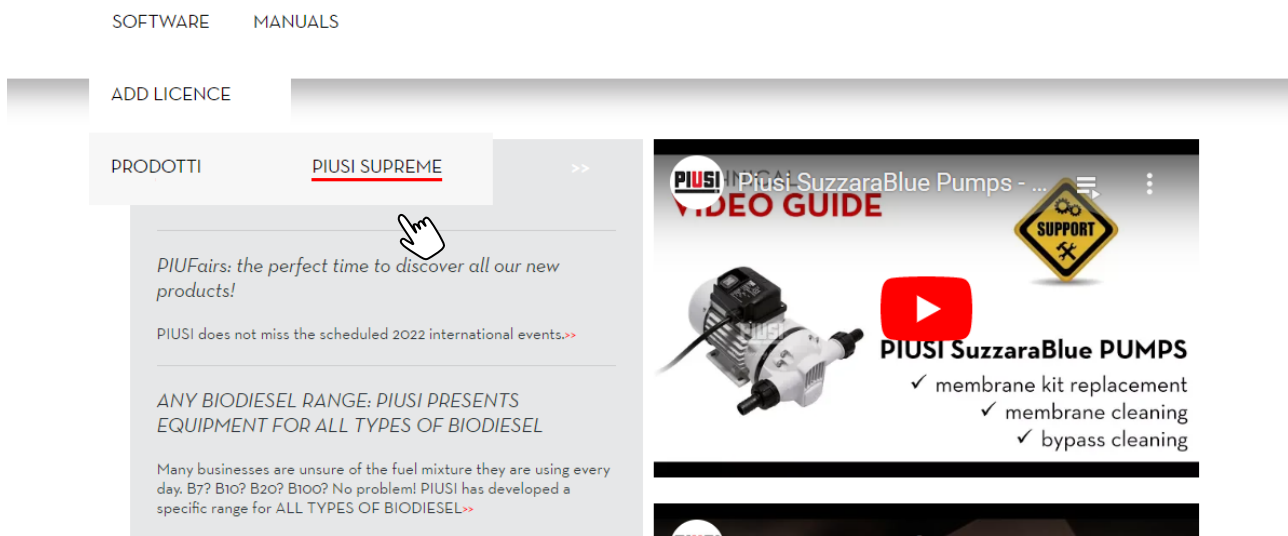 SOFTWARE MANUALS
ADD LICENCE
PRODOTTI PIUSI SUPREME >>
PIUFairs: the perfect time to discover all our new
products!
PIUSI does not miss the scheduled 2022 international events.>>
ANY BIODIESEL RANGE: PIUSI PRESENTS
EQUIPMENT FOR ALL TYPES OF BIODIESEL
Many businesses are unsure of the fuel mixture they are using every
day. B7? B10? B20? B100? No problem! PIUSI has developed a
specific range for ALL TYPES OF BIODIESEL>>
PIUSI Piusi SuzzaraBlue Pumps - ...
VIDEO GUIDE
SUPPORT
PIUSI
PIUSI SuzzaraBlue PUMPS
✓ membrane kit replacement
✓ membrane cleaning
✓ bypass cleaning